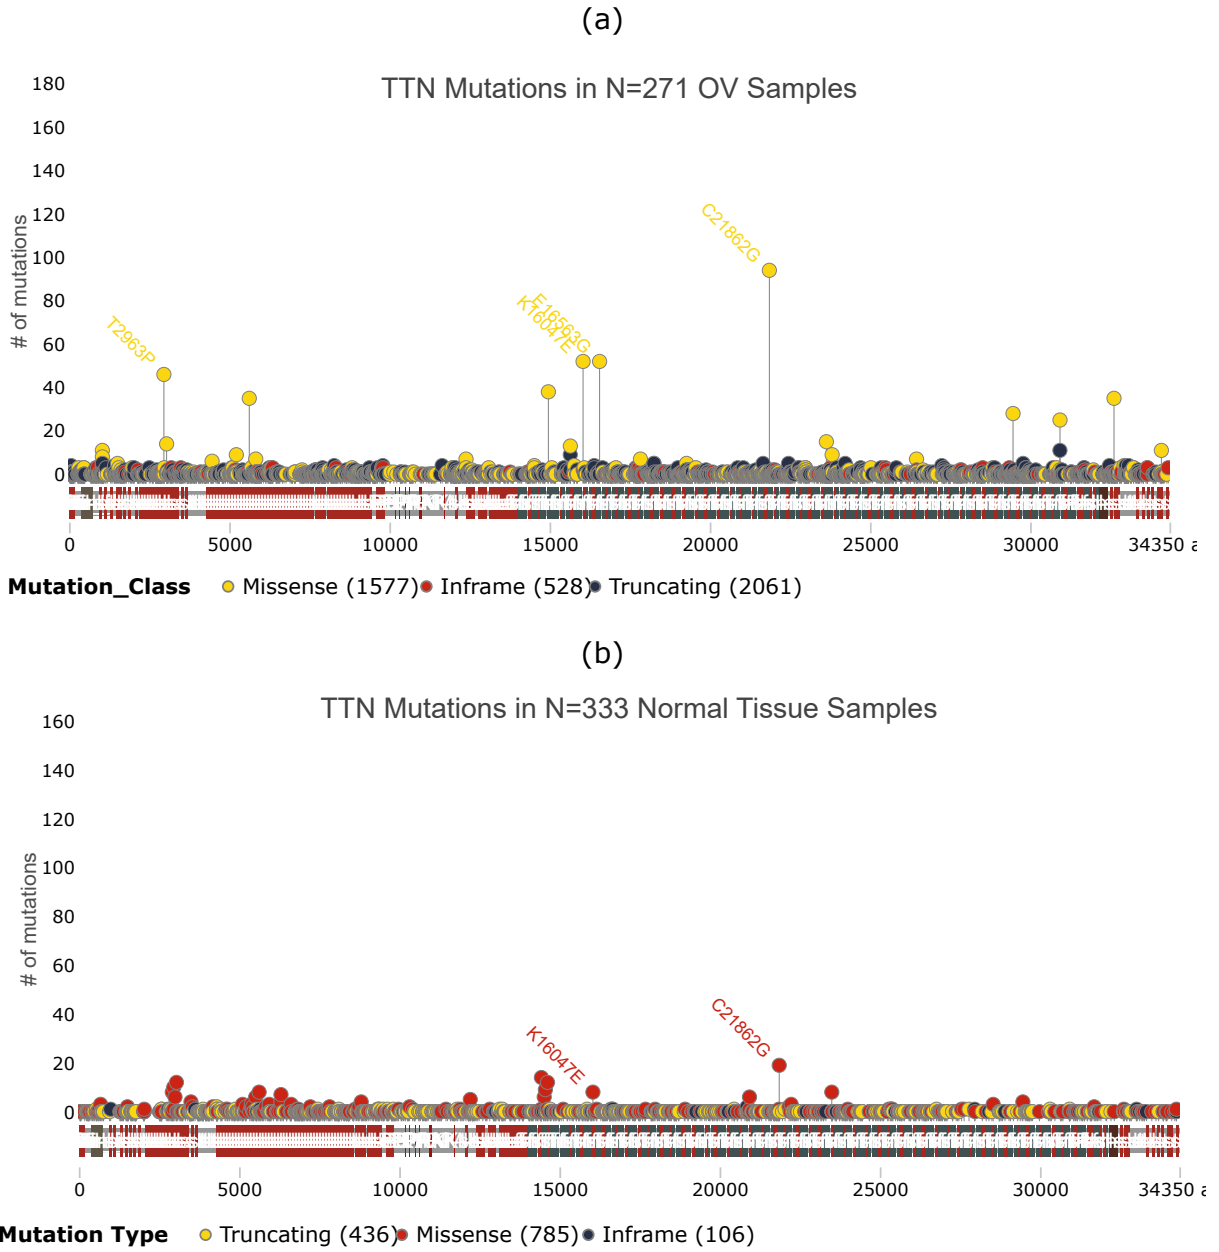 (a)
TTN Mutations in N=271 OV Samples
180
160
140
120
100
80
60
40
20
0
# of mutations
T2963P
K16047E
E16563G
C21862G
0 5000 10000 15000 20000 25000 30000 34350 a
Mutation_Class Missense (1577) Inframe (528) Truncating (2061)
(b)
TTN Mutations in N=333 Normal Tissue Samples
160
140
120
100
80
60
40
20
0
# of mutations
K16047E
C21862G
0 5000 10000 15000 20000 25000 30000 34350 a
Mutation Type Truncating (436) Missense (785) Inframe (106)